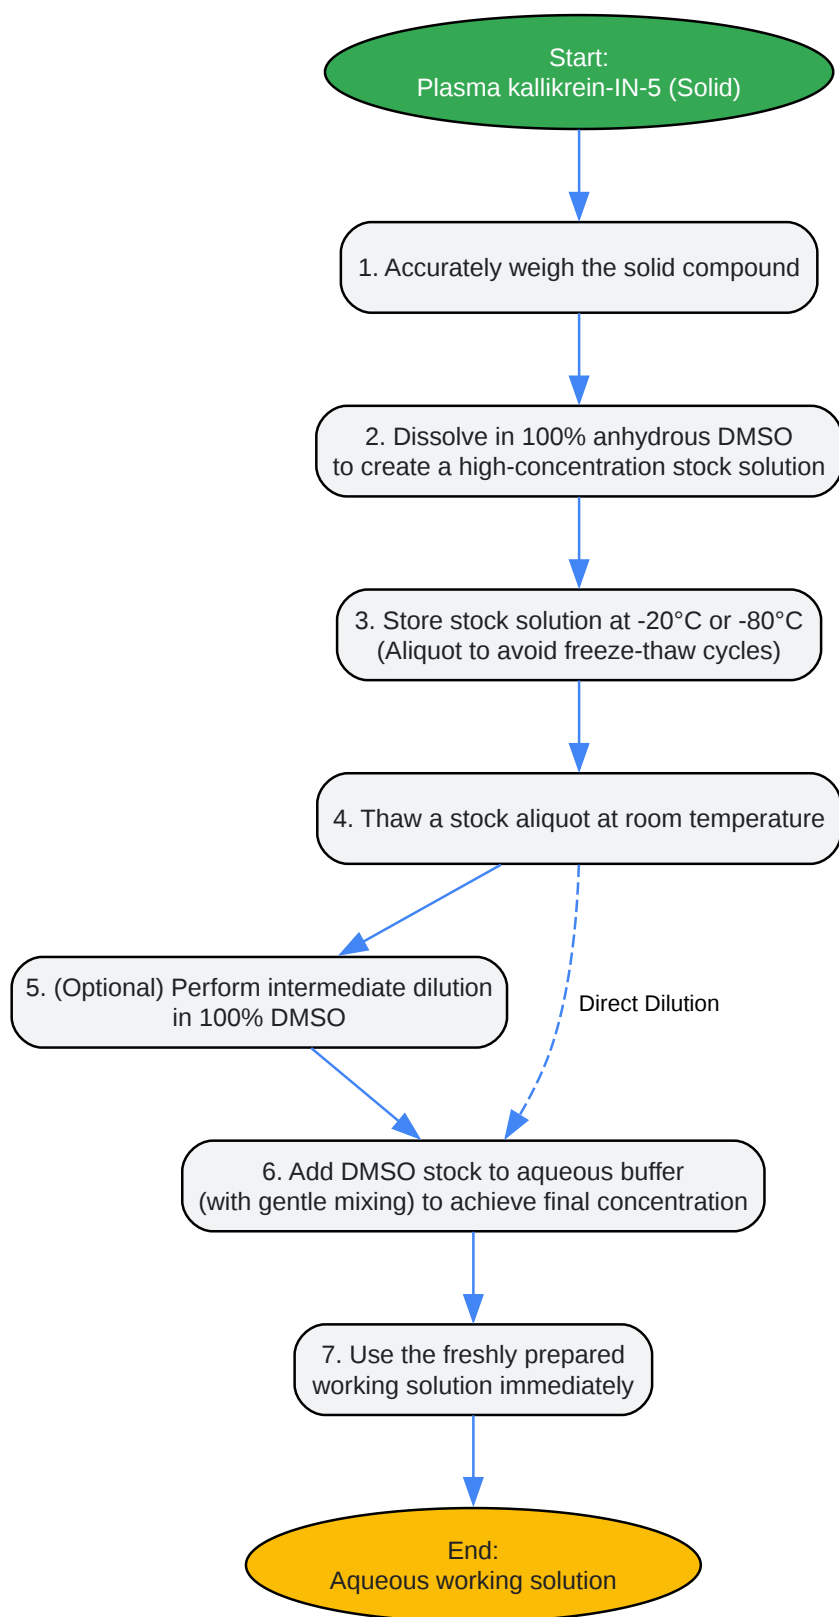 Start:
Plasma kallikrein-IN-5 (Solid)
1. Accurately weigh the solid compound
2. Dissolve in 100% anhydrous DMSO
to create a high-concentration stock solution
3. Store stock solution at -20°C or -80°C
(Aliquot to avoid freeze-thaw cycles)
4. Thaw a stock aliquot at room temperature
5. (Optional) Perform intermediate dilution
in 100% DMSO
Direct Dilution
6. Add DMSO stock to aqueous buffer
(with gentle mixing) to achieve final concentration
7. Use the freshly prepared
working solution immediately
End:
Aqueous working solution